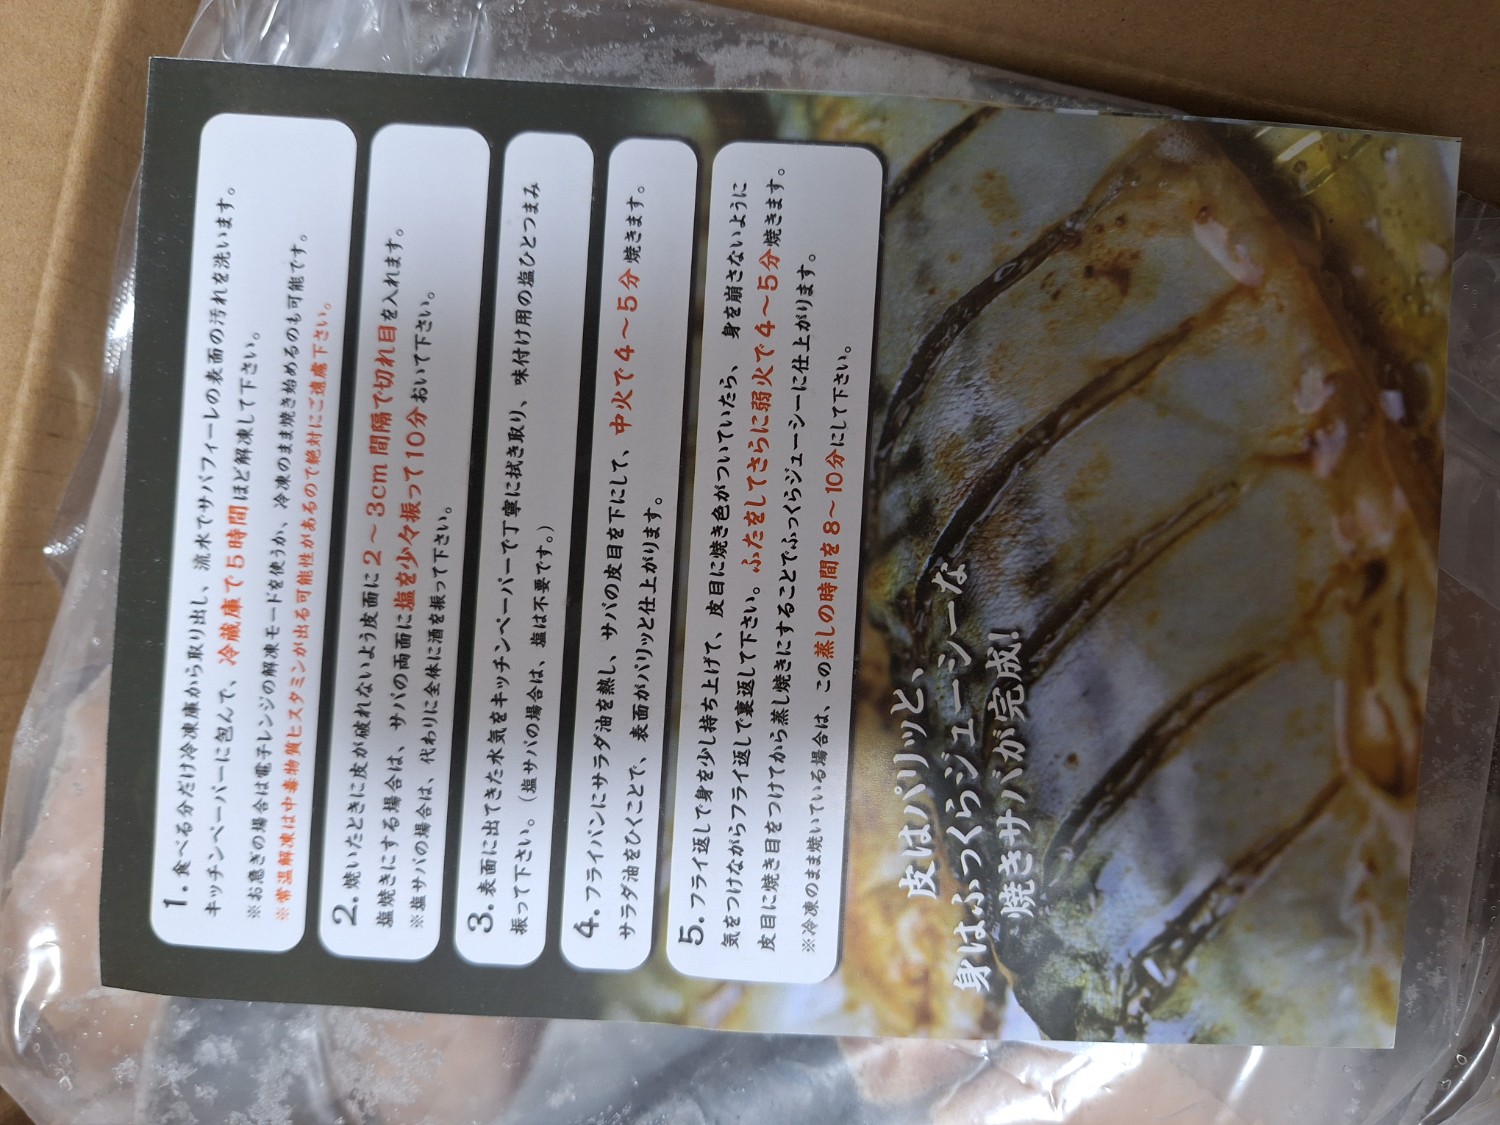 1.食べる分だけ冷凍庫から取り出し、流水でサバフィーレの表面の汚れを洗います。
キッチンペーパーに包んで、冷蔵庫で5時間ほど解凍して下さい。
※お急ぎの場合は電子レンジの解凍モードを使うか、冷凍のまま焼き始めるのも可能です。
※常温解凍は中毒物質ヒスタミンが出る可能性があるので絶対にご遠慮下さい。
2.焼いたときに皮が破れないよう皮面に2～3cm間隔で切れ目を入れます。
塩焼きにする場合は、サバの両面に塩を少々振って10分おいて下さい。
※塩サバの場合は、代わりに全体に酒を振って下さい。
3.表面に出てきた水気をキッチンペーパーで丁寧に拭き取り、味付け用の塩ひとつまみ
振って下さい。（塩サバの場合は、塩は不要です。）
4.フライパンにサラダ油を熱し、サバの皮目を下にして、中火で4～5分焼きます。
サラダ油をひくことで、表面がパリッと仕上がります。
5.フライ返しで身を少し持ち上げて、皮目に焼き色がついていたら、身を崩さないように
気をつけながらフライ返しで裏返して下さい。ふたをしてさらに弱火で4～5分焼きます。
皮目に焼き目をつけてから蒸し焼きにすることでふっくらジューシーに仕上がります。
※冷凍のまま焼いている場合は、この蒸しの時間を8～10分にして下さい。
皮はパリッと、
身はふっくらジューシーな
焼きサバが完成!